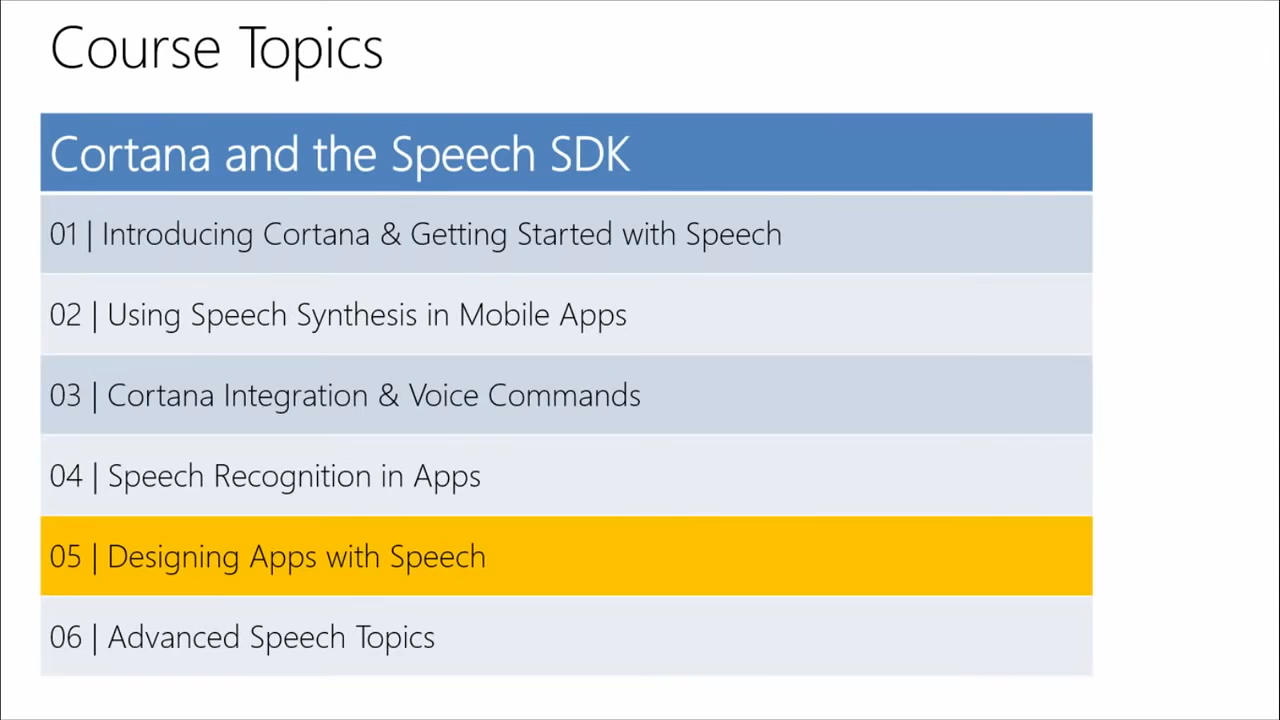 Course Topics
Cortana and the Speech SDK
01 | Introducing Cortana & Getting Started with Speech
02 | Using Speech Synthesis in Mobile Apps
03 | Cortana Integration & Voice Commands
04 | Speech Recognition in Apps
05 | Designing Apps with Speech
06 | Advanced Speech Topics